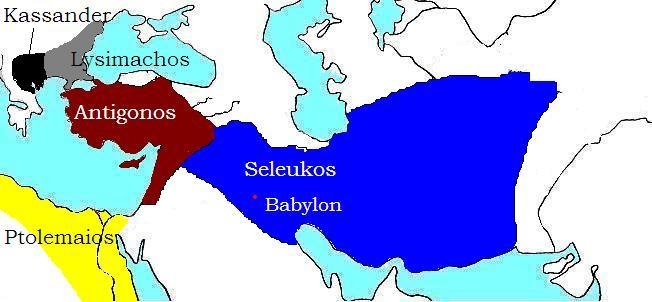 Kassander
Lysimachos
Antigonos
Seleukos
Babylon
Ptolemaios